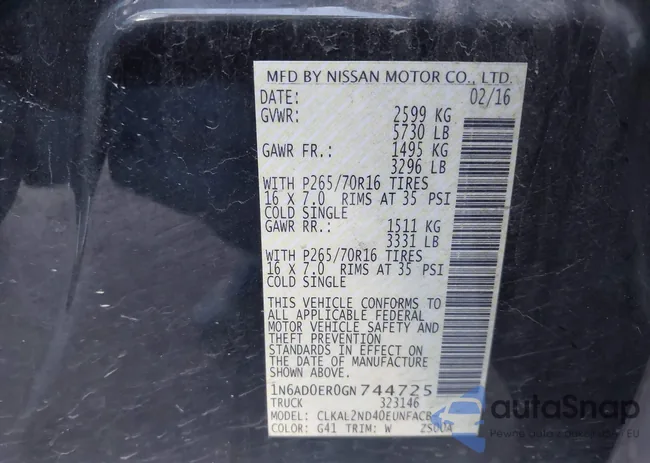 MFD BY NISSAN MOTOR CO., LTD.
DATE: 02/16
GVWR: 2599 KG
5730 LB
GAWR FR.: 1495 KG
3296 LB
WITH P265/70R16 TIRES
16 X 7.0 RIMS AT 35 PSI
COLD SINGLE
GAWR RR.: 1511 KG
3331 LB
WITH P265/70R16 TIRES
16 X 7.0 RIMS AT 35 PSI
COLD SINGLE
THIS VEHICLE CONFORMS TO
ALL APPLICABLE FEDERAL
MOTOR VEHICLE SAFETY AND
THEFT PREVENTION
STANDARDS IN EFFECT ON
THE DATE OF MANUFACTURE
SHOWN ABOVE.
1N6AD0ER0GN744725
TRUCK 323146
MODEL: CLKAL2ND40EUNFACB
COLOR: G41 TRIM: W
autoSnap